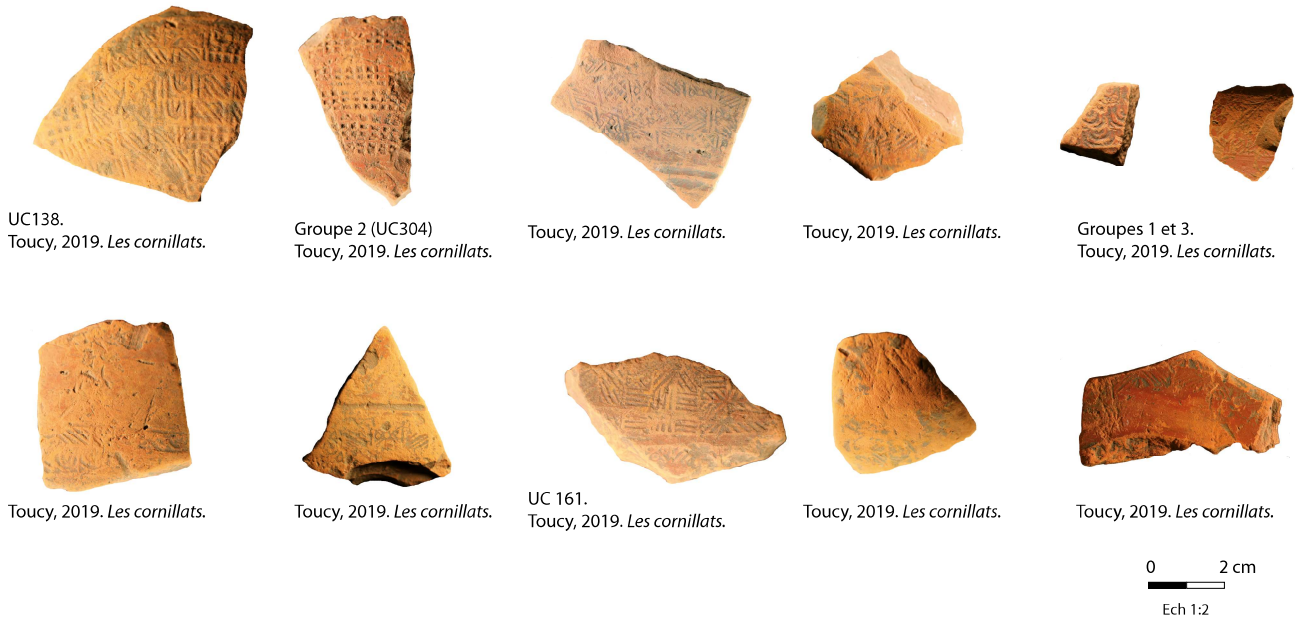 UC138.
Toucy, 2019. Les cornillats.
Groupe 2 (UC304)
Toucy, 2019. Les cornillats.
Toucy, 2019. Les cornillats.
Toucy, 2019. Les cornillats.
Groupes 1 et 3.
Toucy, 2019. Les cornillats.
Toucy, 2019. Les cornillats.
Toucy, 2019. Les cornillats.
UC 161.
Toucy, 2019. Les cornillats.
Toucy, 2019. Les cornillats.
Toucy, 2019. Les cornillats.
0 2 cm
Ech 1:2